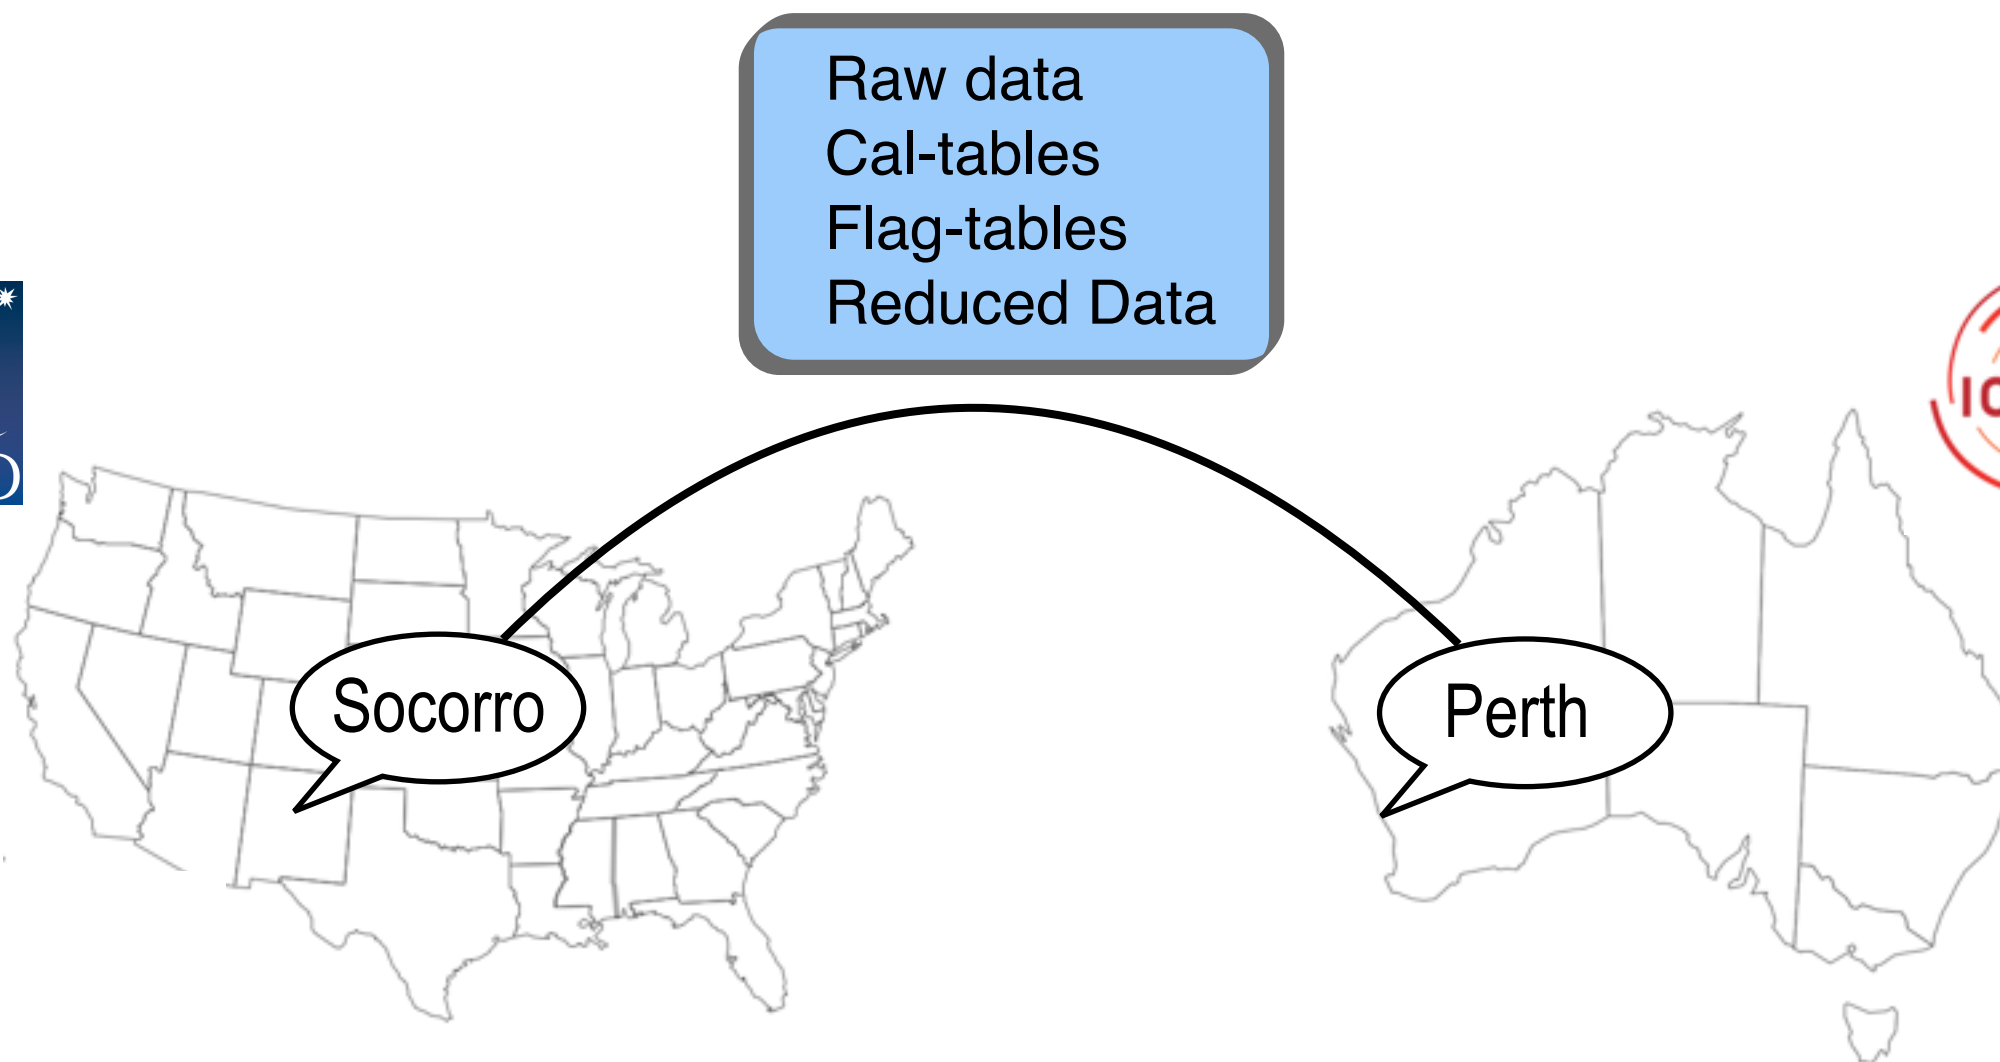 Raw data
Cal-tables
Flag-tables
Reduced Data
Socorro
Perth